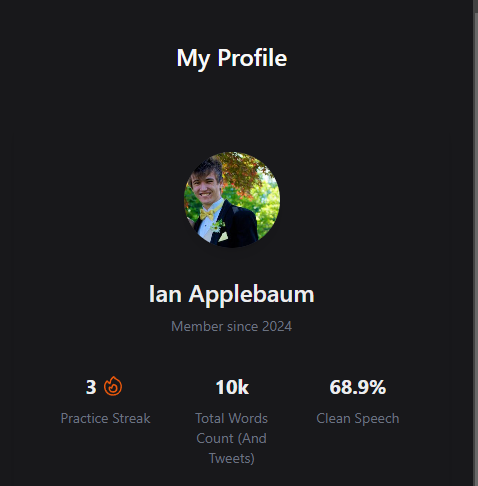 My Profile
Ian Applebaum
Member since 2024
3
10k
68.9%
Practice Streak
Total Words
Count (And
Tweets)
Clean Speech